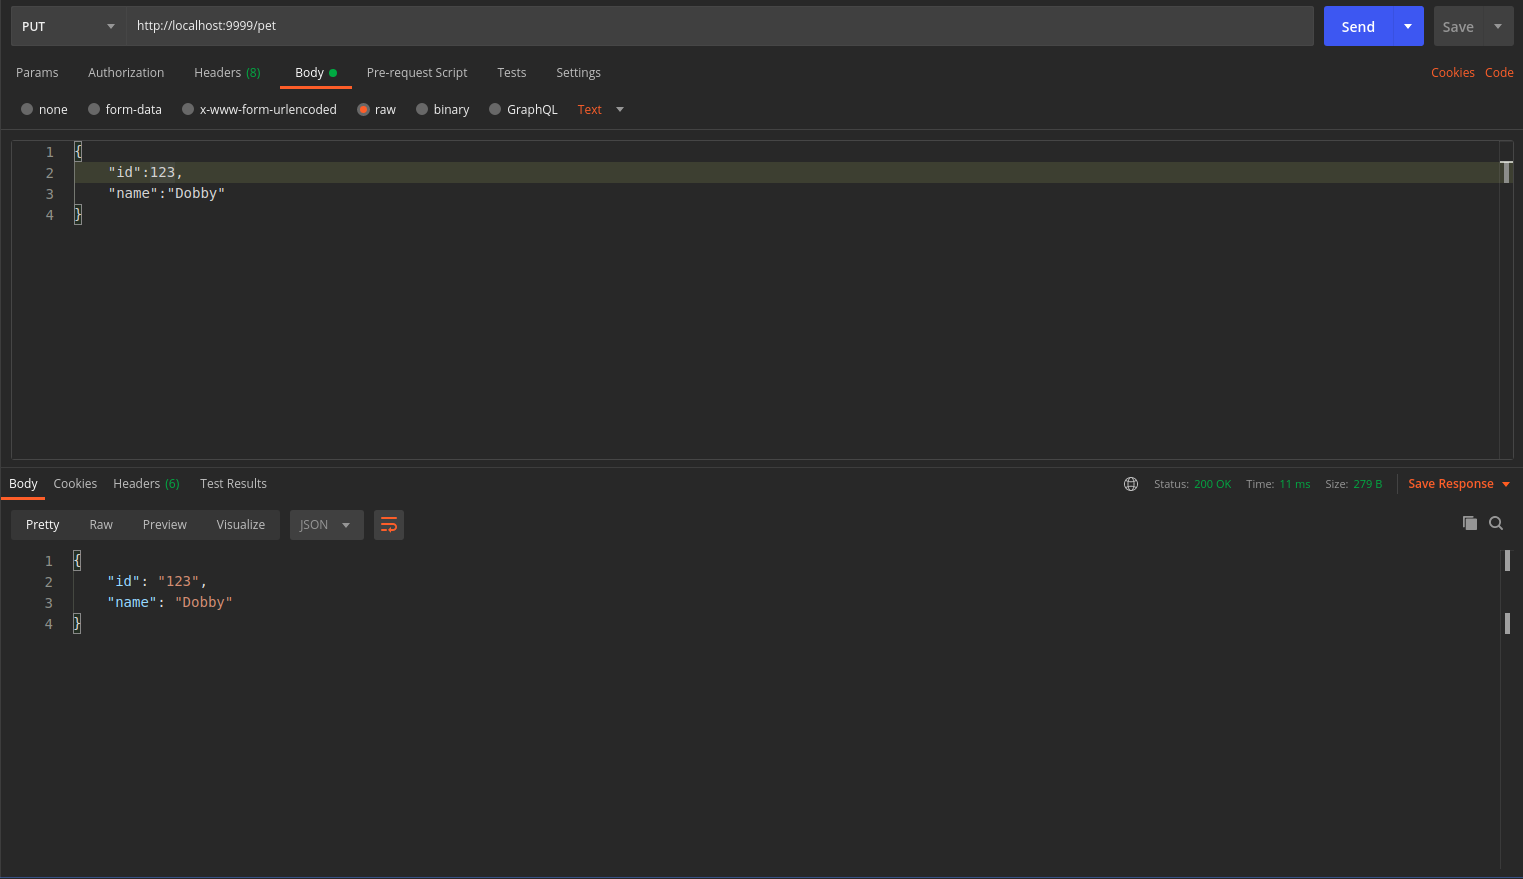 PUT http://localhost:9999/pet Send Save
Params Authorization Headers (8) Body Pre-request Script Tests Settings Cookies Code
none form-data x-www-form-urlencoded raw binary GraphQL Text
1 {
2 "id":123,
3 "name":"Dobby"
4 }
Body Cookies Headers (6) Test Results Status: 200 OK Time: 11 ms Size: 279 B Save Response
Pretty Raw Preview Visualize JSON
1 {
2 "id": "123",
3 "name": "Dobby"
4 }